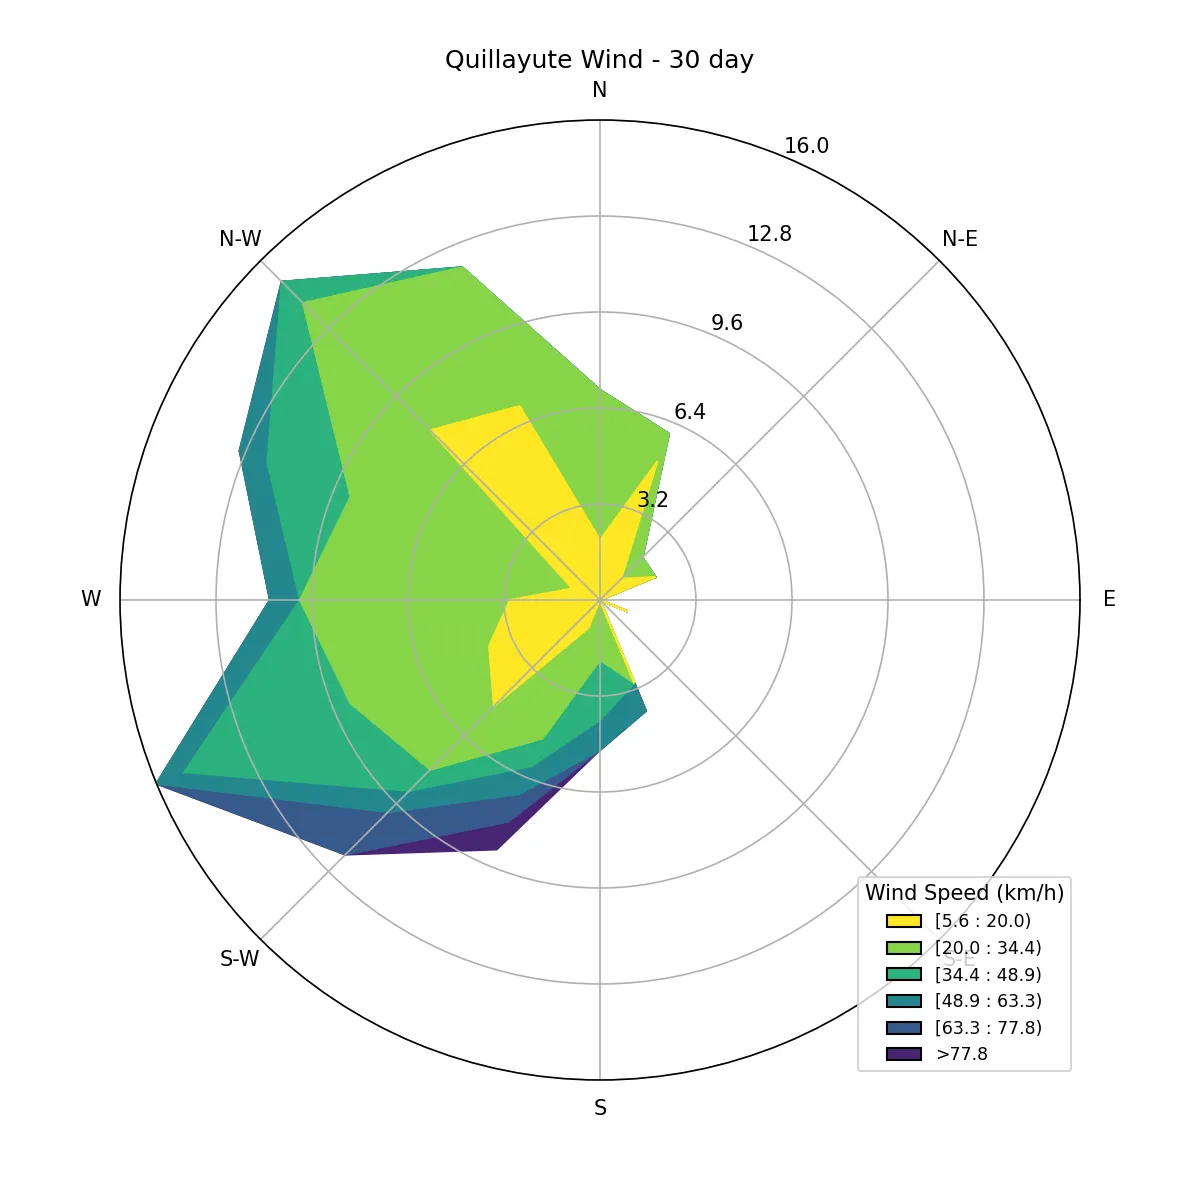 Quillayute Wind - 30 day
N
16.0
12.8
N-W
N-E
9.6
6.4
3.2
W
E
S-W
S-E
Wind Speed (km/h)
[5.6 : 20.0)
[20.0 : 34.4)
[34.4 : 48.9)
[48.9 : 63.3)
[63.3 : 77.8)
>77.8
S